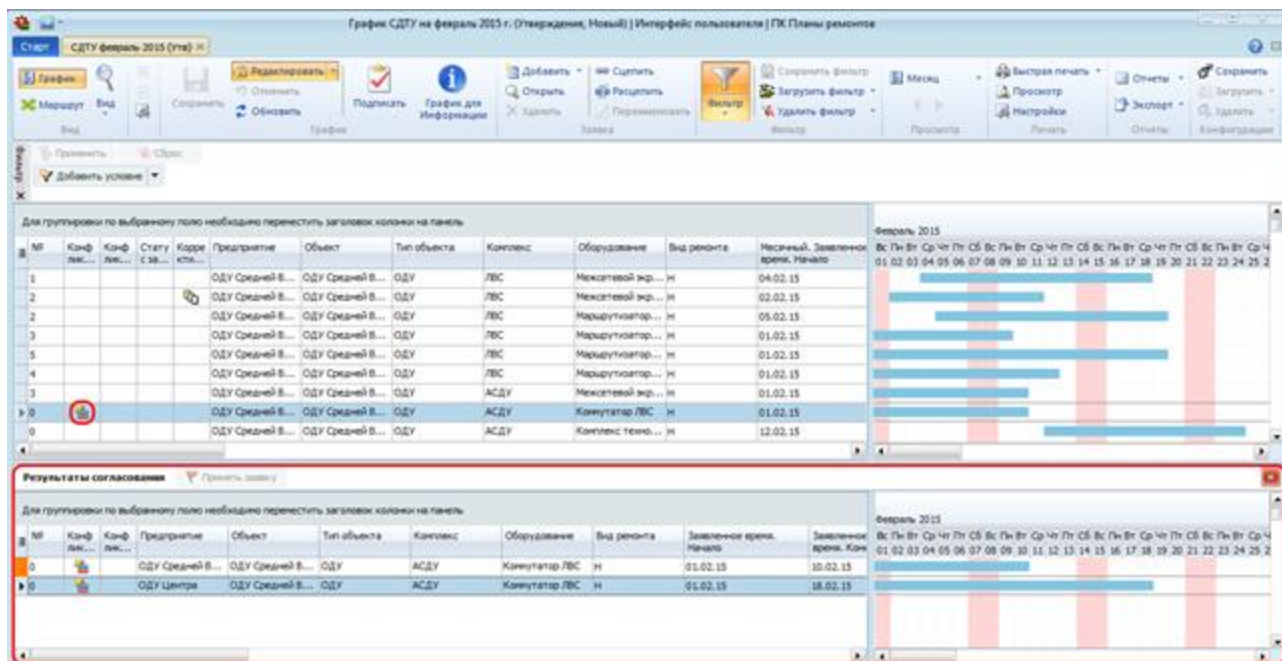 График СДТУ на февраль 2015 г. (Утверждения, Новый) | Интерфейс пользователя | ПК Планы ремонтов
Старт СДТУ февраль 2015 (Утв)
График Редактировать Добавить Сцепить Сохранить фильтр Месяц Быстрая печать Отчеты Сохранить
Отменить Открыть Расцепить Загрузить фильтр Просмотр Экспорт Загрузить
Маршрут Вид Сохранить Обновить Подписать График для Информации Удалить Переименовать Фильтр Удалить фильтр Настройки Удалить
Вид График Заявка Фильтр Просмотр Печать Отчеты Конфигурации
Фильтр
Применить Сброс
Добавить условие
Для группировки по выбранному полю необходимо переместить заголовок колонки на панель
Февраль 2015
№ Конф лик... Конф лик... Стату с за... Корре кти... Предприятие Объект Тип объекта Комплекс Оборудование Вид ремонта Месячный. Заявленное время. Начало
Вс Пн Вт Ср Чт Пт Сб Вс Пн Вт Ср Чт Пт Сб Вс Пн Вт Ср Чт Пт Сб Вс Пн Вт Ср Ч
01 02 03 04 05 06 07 08 09 10 11 12 13 14 15 16 17 18 19 20 21 22 23 24 25 2
1 ОДУ Средней В... ОДУ Средней В... ОДУ ЛВС Межсетевой экр... Н 04.02.15
2 ОДУ Средней В... ОДУ Средней В... ОДУ ЛВС Межсетевой экр... Н 02.02.15
2 ОДУ Средней В... ОДУ Средней В... ОДУ ЛВС Маршрутизатор... Н 05.02.15
3 ОДУ Средней В... ОДУ Средней В... ОДУ ЛВС Маршрутизатор... Н 01.02.15
5 ОДУ Средней В... ОДУ Средней В... ОДУ ЛВС Маршрутизатор... Н 01.02.15
4 ОДУ Средней В... ОДУ Средней В... ОДУ ЛВС Маршрутизатор... Н 01.02.15
3 ОДУ Средней В... ОДУ Средней В... ОДУ АСДУ Межсетевой экр... Н 01.02.15
0 ОДУ Средней В... ОДУ Средней В... ОДУ АСДУ Коммутатор ЛВС Н 01.02.15
0 ОДУ Средней В... ОДУ Средней В... ОДУ АСДУ Комплекс техно... Н 12.02.15
Результаты согласования Принять заявку
Для группировки по выбранному полю необходимо переместить заголовок колонки на панель
Февраль 2015
№ Конф лик... Конф лик... Предприятие Объект Тип объекта Комплекс Оборудование Вид ремонта Заявленное время. Начало Заявленное время. Кон
Вс Пн Вт Ср Чт Пт Сб Вс Пн Вт Ср Чт Пт Сб Вс Пн Вт Ср Чт Пт Сб Вс Пн Вт Ср Ч
01 02 03 04 05 06 07 08 09 10 11 12 13 14 15 16 17 18 19 20 21 22 23 24 25 2
0 ОДУ Средней В... ОДУ Средней В... ОДУ АСДУ Коммутатор ЛВС Н 01.02.15 10.02.15
0 ОДУ Центра ОДУ Средней В... ОДУ АСДУ Коммутатор ЛВС Н 01.02.15 18.02.15